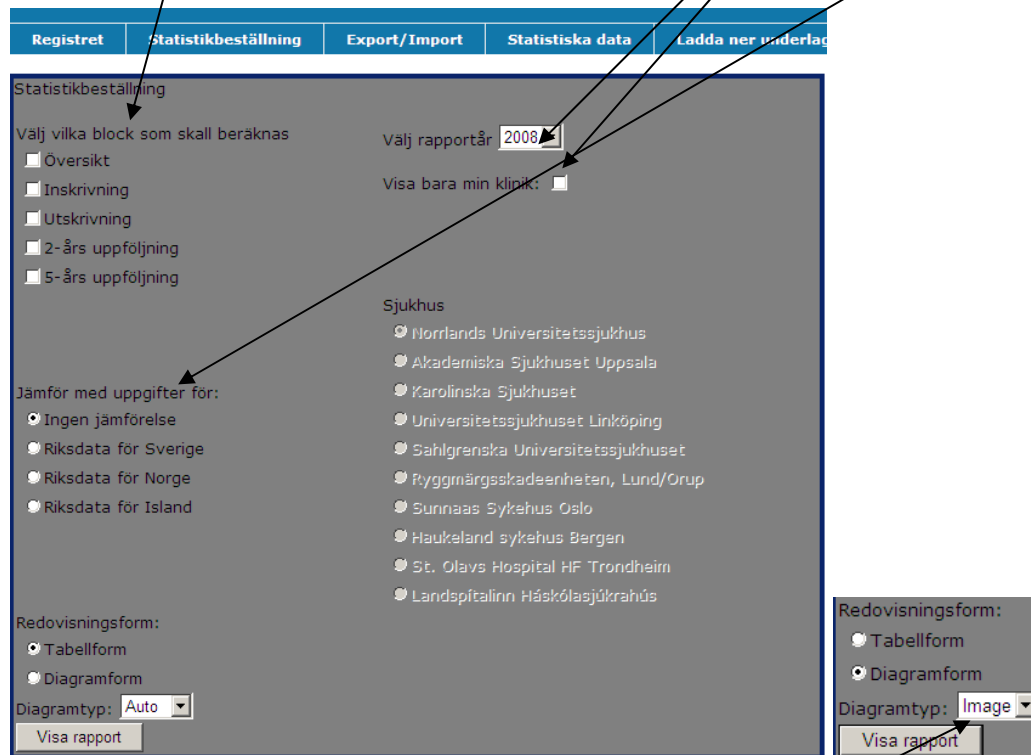 Registret Statistikbeställning Export/Import Statistiska data Ladda ner underlag
Statistikbeställning
Välj vilka block som skall beräknas
Översikt
Inskrivning
Utskrivning
2-års uppföljning
5-års uppföljning
Välj rapportår 2008
Visa bara min klinik:
Sjukhus
Norrlands Universitetssjukhus
Akademiska Sjukhuset Uppsala
Karolinska Sjukhuset
Universitetssjukhuset Linköping
Sahlgrenska Universitetssjukhuset
Ryggmärgsskadeenheten, Lund/Orup
Sunnaas Sykehus Oslo
Haukeland sykehus Bergen
St. Olavs Hospital HF Trondheim
Landspítalinn Háskólasjúkrahús
Jämför med uppgifter för:
Ingen jämförelse
Riksdata för Sverige
Riksdata för Norge
Riksdata för Island
Redovisningsform:
Tabellform
Diagramform
Diagramtyp: Auto
Visa rapport
Redovisningsform:
Tabellform
Diagramform
Diagramtyp: Image
Visa rapport